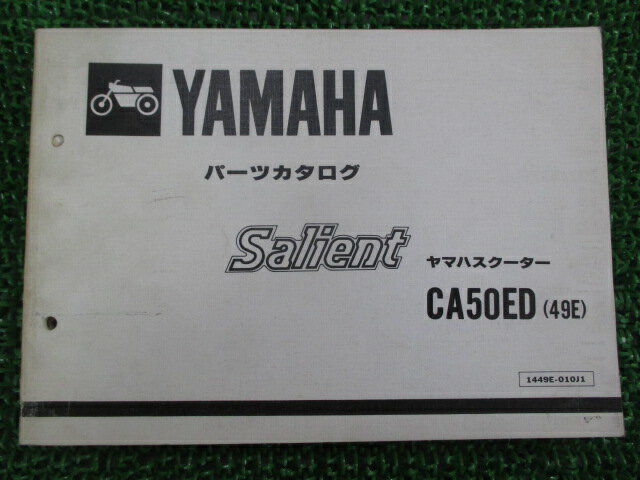 YAMAHA
パーツカタログ
Salient
ヤマハスクーター
CA50ED (49E)
1449E-010J1